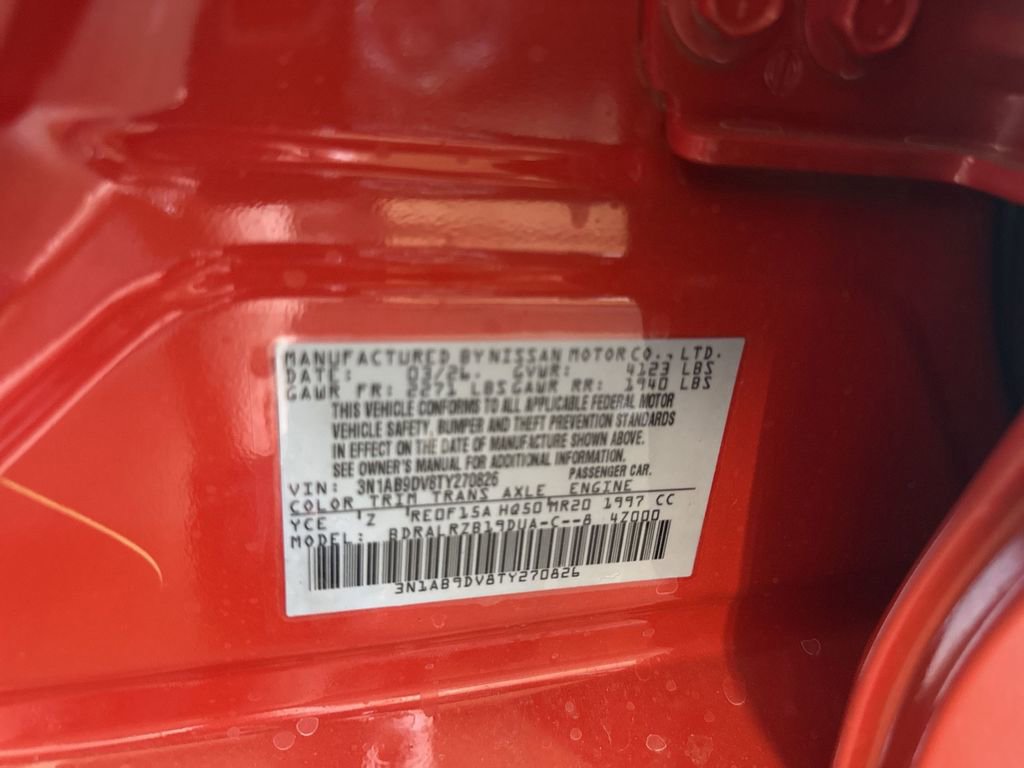 MANUFACTURED BY NISSAN MOTOR CO., LTD.
DATE: 03/26. GVWR: 4123 LBS
GAWR FR: 2271 LBS GAWR RR: 1940 LBS
THIS VEHICLE CONFORMS TO ALL APPLICABLE FEDERAL MOTOR
VEHICLE SAFETY, BUMPER AND THEFT PREVENTION STANDARDS
IN EFFECT ON THE DATE OF MANUFACTURE SHOWN ABOVE.
SEE OWNER'S MANUAL FOR ADDITIONAL INFORMATION.
VIN: 3N1AB9DV8TY270826 PASSENGER CAR.
COLOR TRIM TRANS AXLE ENGINE
YCE Z RE0F15A HQ50 MR20 1997 CC
MODEL: BDRALRZB19DUA-C--B 4Z000
3N1AB9DV8TY270826